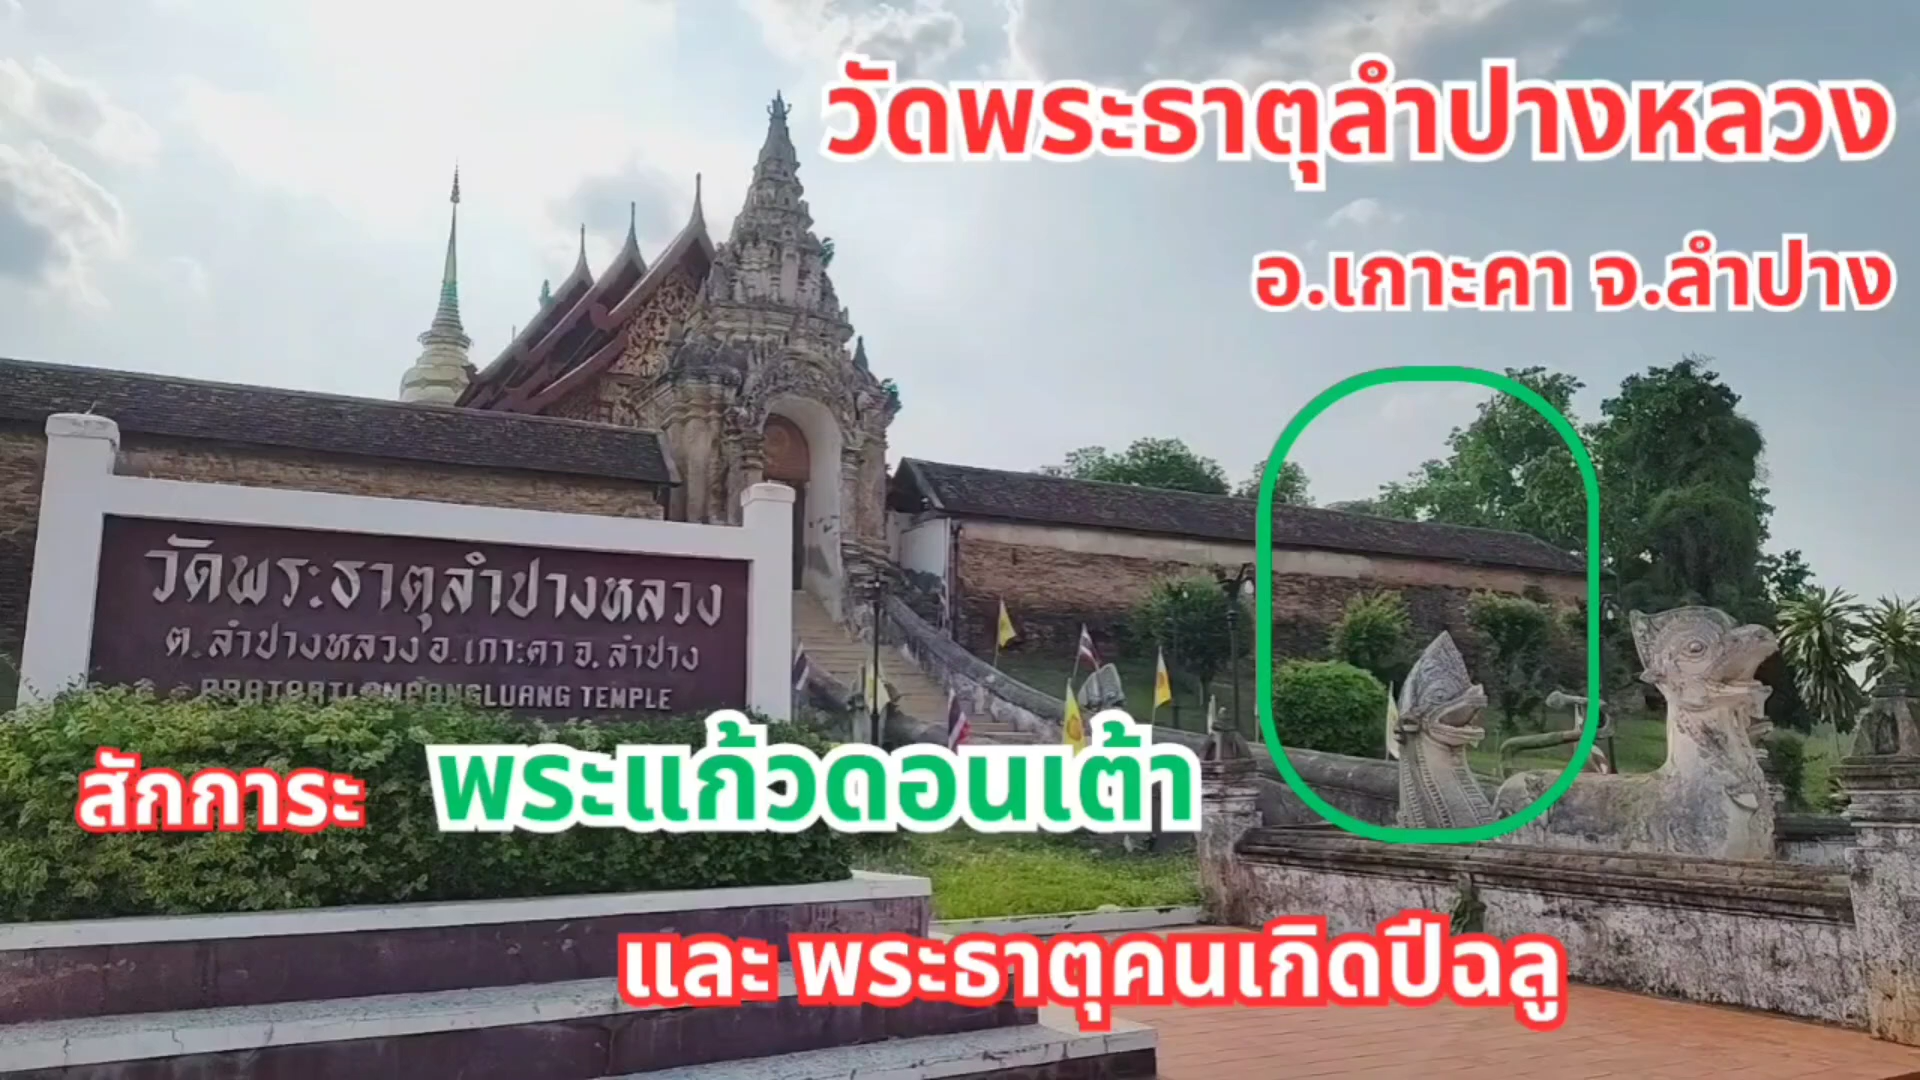 วัดพระธาตุลำปางหลวง
อ.เกาะคา จ.ลำปาง
วัดพระธาตุลำปางหลวง
ต.ลำปางหลวง อ.เกาะคา จ.ลำปาง
PRATARTLAMPANGLUANG TEMPLE
สักการะ พระแก้วดอนเต้า
และ พระธาตุคนเกิดปีฉลู